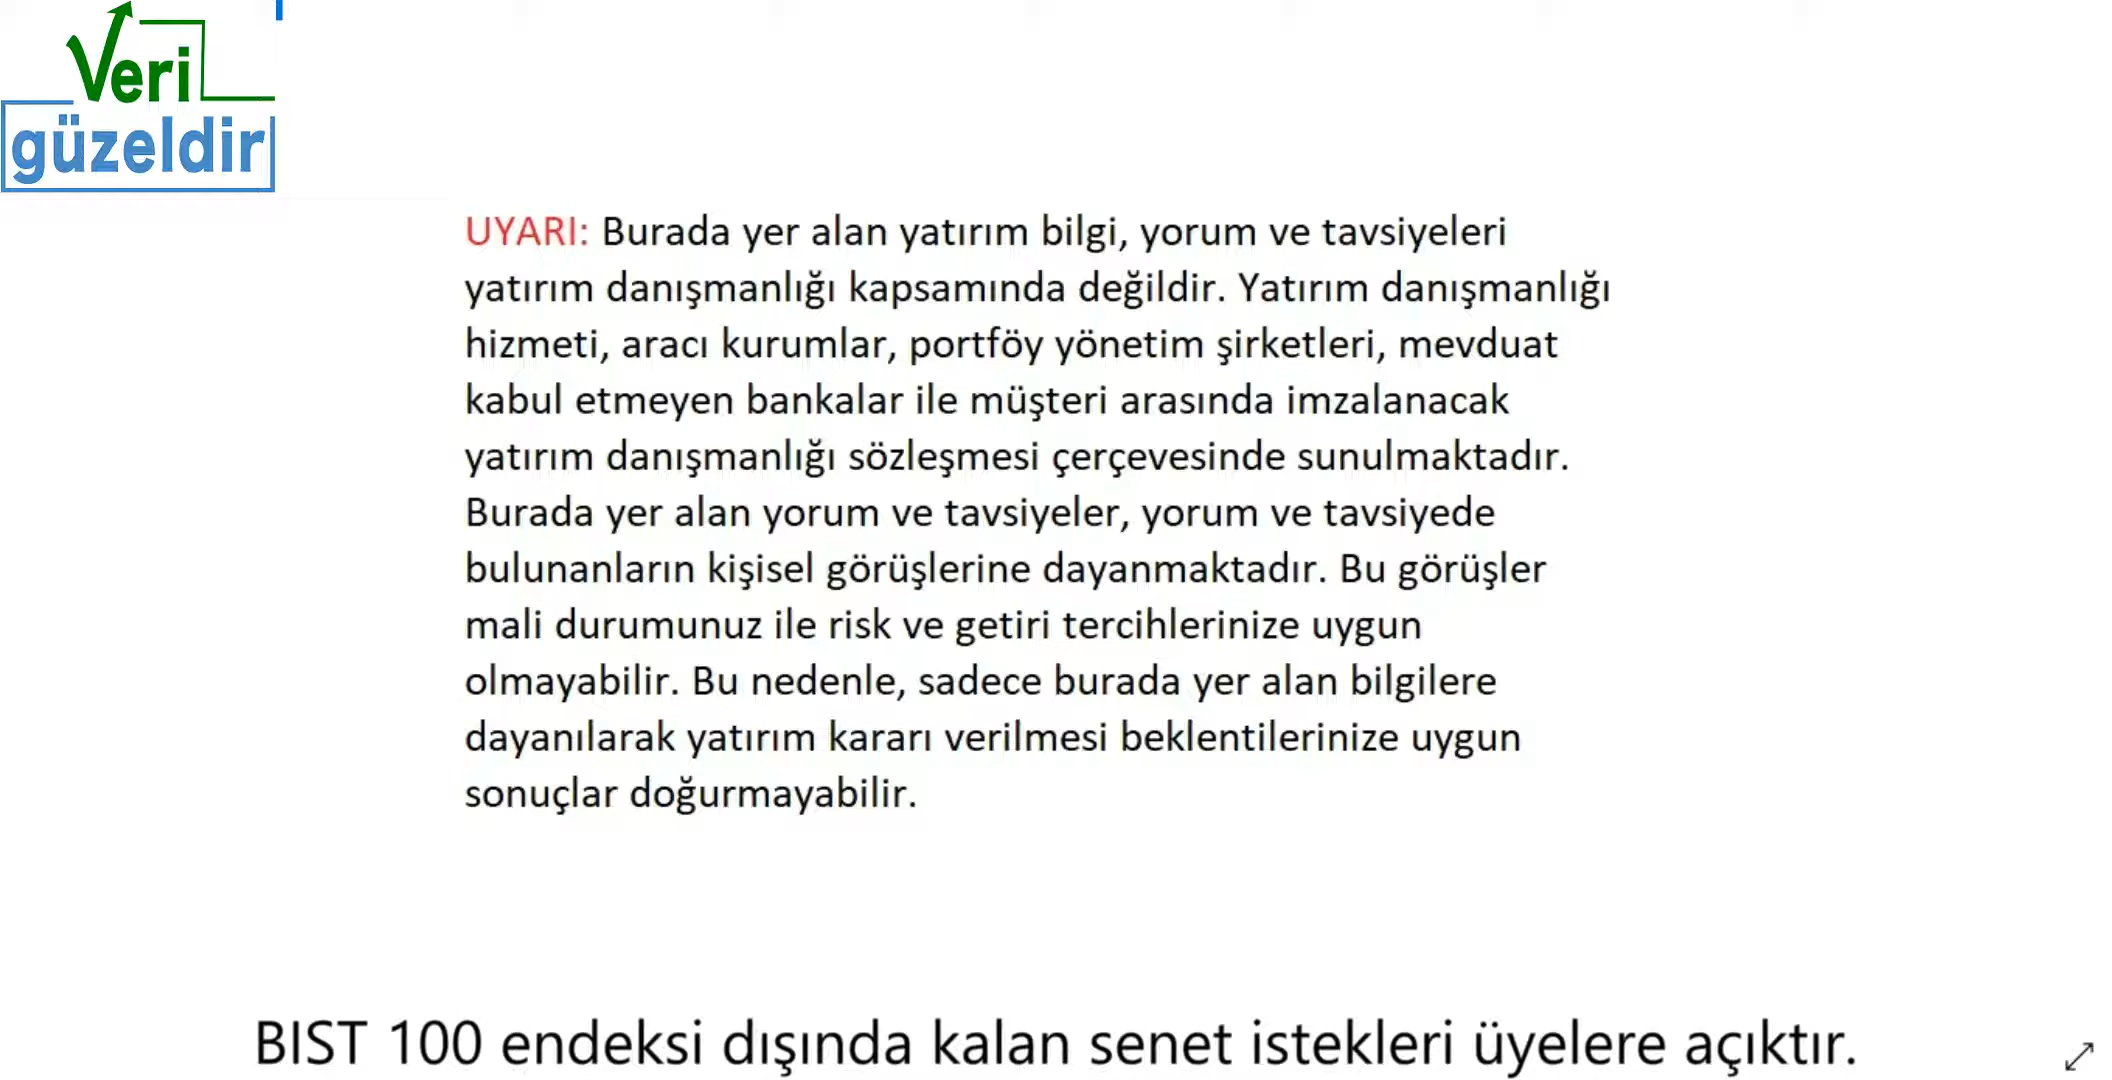 Veri
güzeldir
UYARI: Burada yer alan yatırım bilgi, yorum ve tavsiyeleri
yatırım danışmanlığı kapsamında değildir. Yatırım danışmanlığı
hizmeti, aracı kurumlar, portföy yönetim şirketleri, mevduat
kabul etmeyen bankalar ile müşteri arasında imzalanacak
yatırım danışmanlığı sözleşmesi çerçevesinde sunulmaktadır.
Burada yer alan yorum ve tavsiyeler, yorum ve tavsiyede
bulunanların kişisel görüşlerine dayanmaktadır. Bu görüşler
mali durumunuz ile risk ve getiri tercihlerinize uygun
olmayabilir. Bu nedenle, sadece burada yer alan bilgilere
dayanılarak yatırım kararı verilmesi beklentilerinize uygun
sonuçlar doğurmayabilir.
BIST 100 endeksi dışında kalan senet istekleri üyelere açıktır.